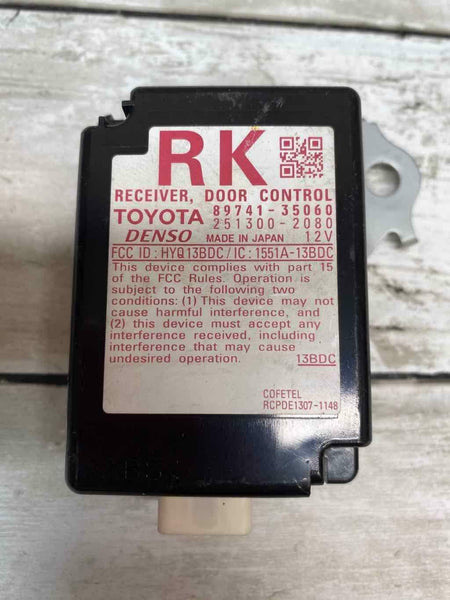 RK
RECEIVER, DOOR CONTROL
TOYOTA 89741-35060
251300-2080
DENSO MADE IN JAPAN 12V
FCC ID : HYQ13BDC / IC : 1551A-13BDC
This device complies with part 15
of the FCC Rules. Operation is
subject to the following two
conditions: (1) This device may not
cause harmful interference, and
(2) this device must accept any
interference received, including
interference that may cause
undesired operation. 13BDC
COFETEL
RCPDE1307-1148